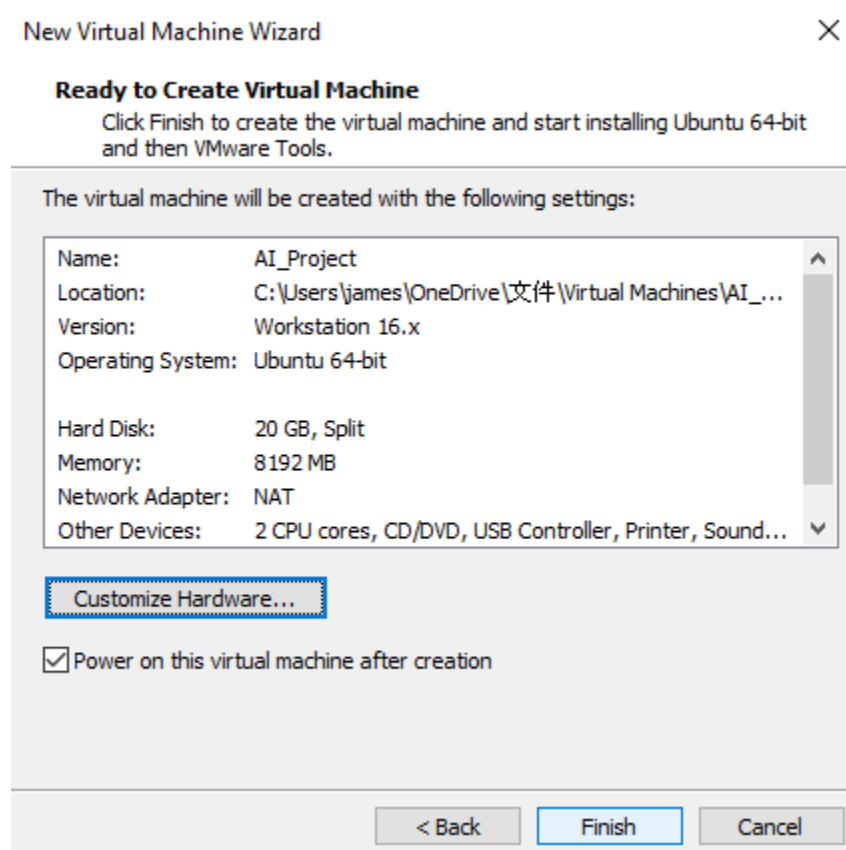 New Virtual Machine Wizard
Ready to Create Virtual Machine
Click Finish to create the virtual machine and start installing Ubuntu 64-bit
and then VMware Tools.
The virtual machine will be created with the following settings:
Name: AI_Project
Location: C:\Users\james\OneDrive\文件\Virtual Machines\AI_...
Version: Workstation 16.x
Operating System: Ubuntu 64-bit
Hard Disk: 20 GB, Split
Memory: 8192 MB
Network Adapter: NAT
Other Devices: 2 CPU cores, CD/DVD, USB Controller, Printer, Sound...
Customize Hardware...
Power on this virtual machine after creation
< Back Finish Cancel